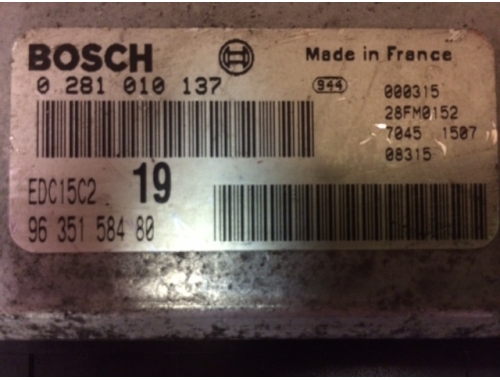 BOSCH Made in France
0 281 010 137 944 000315
28FM0152
7045 1507
08315
EDC15C2 19
96 351 584 80